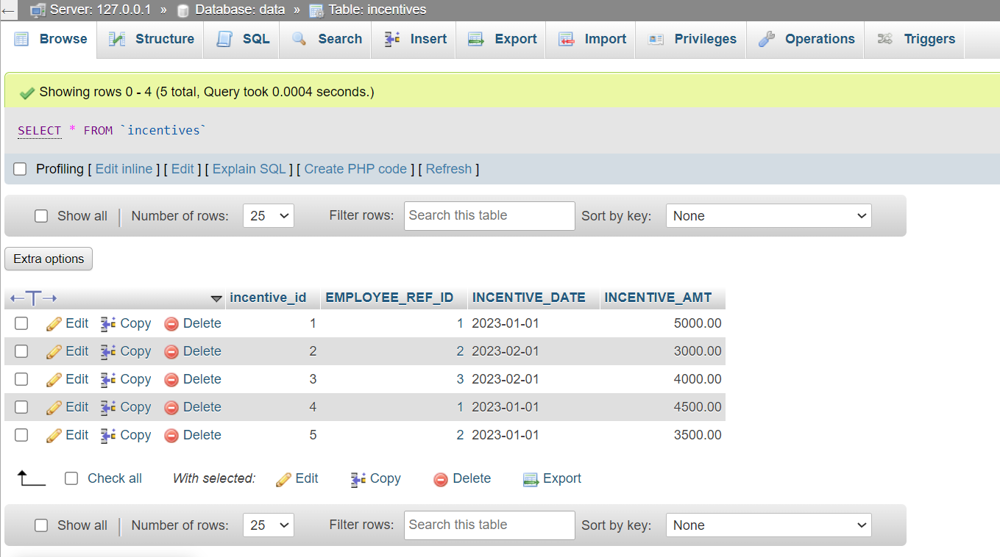 Server: 127.0.0.1 » Database: data » Table: incentives
Browse Structure SQL Search Insert Export Import Privileges Operations Triggers
Showing rows 0 - 4 (5 total, Query took 0.0004 seconds.)
SELECT * FROM `incentives`
Profiling [ Edit inline ] [ Edit ] [ Explain SQL ] [ Create PHP code ] [ Refresh ]
Show all | Number of rows: 25 Filter rows: Search this table Sort by key: None
Extra options
←T→ incentive_id EMPLOYEE_REF_ID INCENTIVE_DATE INCENTIVE_AMT
Edit Copy Delete 1 1 2023-01-01 5000.00
Edit Copy Delete 2 2 2023-02-01 3000.00
Edit Copy Delete 3 3 2023-02-01 4000.00
Edit Copy Delete 4 1 2023-01-01 4500.00
Edit Copy Delete 5 2 2023-01-01 3500.00
Check all With selected: Edit Copy Delete Export
Show all | Number of rows: 25 Filter rows: Search this table Sort by key: None